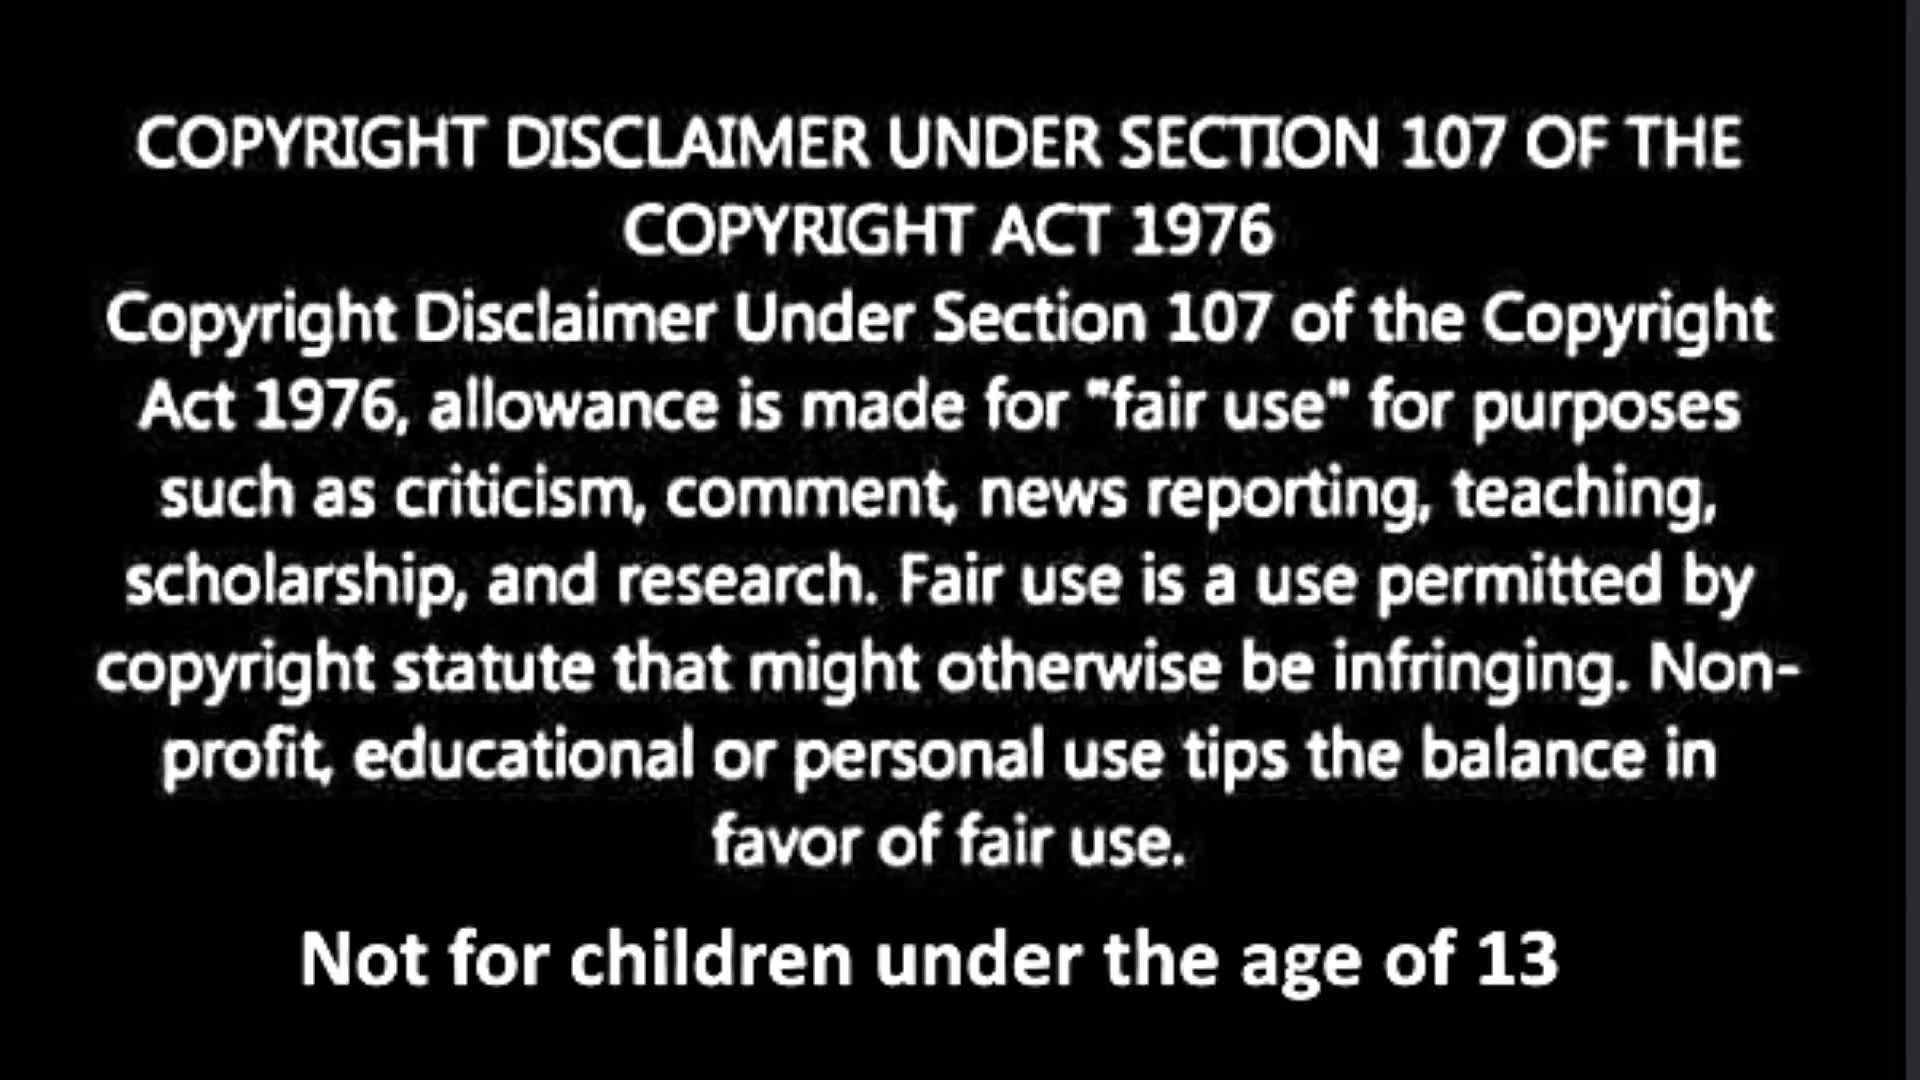 COPYRIGHT DISCLAIMER UNDER SECTION 107 OF THE
COPYRIGHT ACT 1976
Copyright Disclaimer Under Section 107 of the Copyright
Act 1976, allowance is made for "fair use" for purposes
such as criticism, comment, news reporting, teaching,
scholarship, and research. Fair use is a use permitted by
copyright statute that might otherwise be infringing. Non-
profit, educational or personal use tips the balance in
favor of fair use.
Not for children under the age of 13